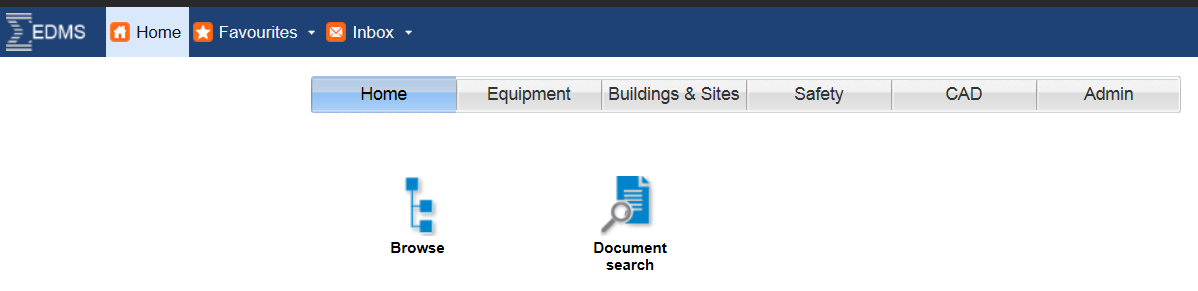 EDMS Home Favourites Inbox
Home Equipment Buildings & Sites Safety CAD Admin
Browse Document
search